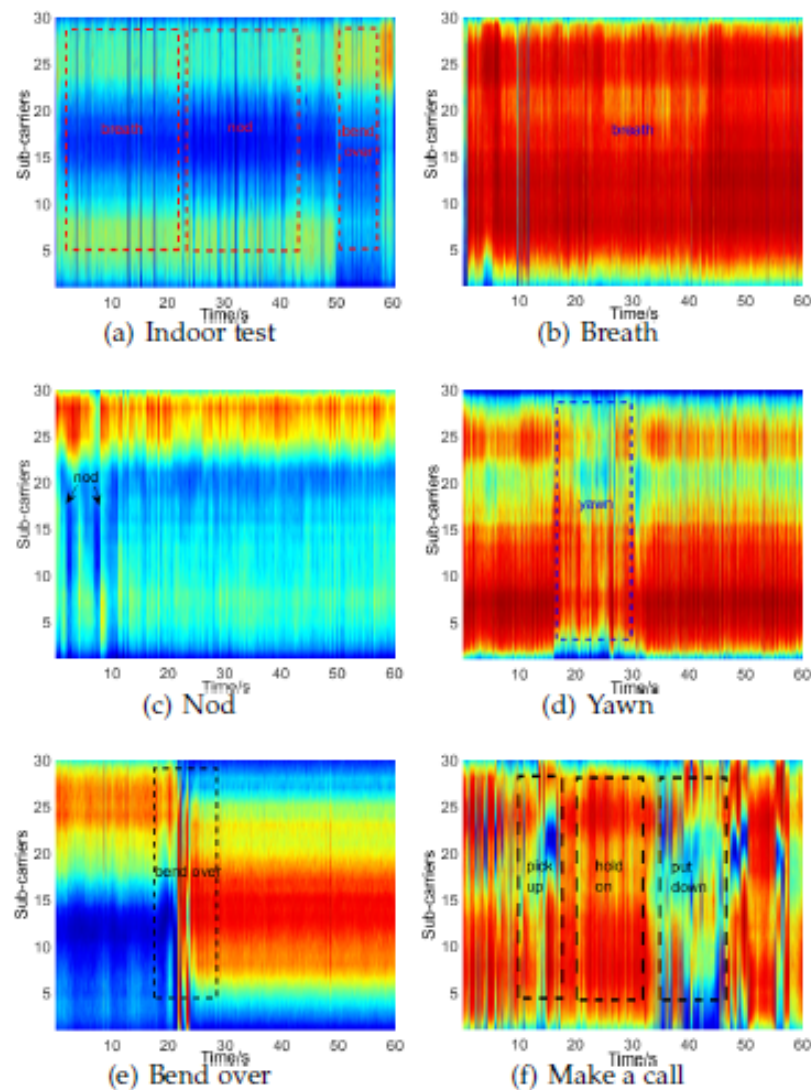 30
25
20
15
10
5
Sub-carriers
breath
nod
bend
over
10 20 30 40 50 60
Time/s
(a) Indoor test
30
25
20
15
10
5
Sub-carriers
breath
10 20 30 40 50 60
Time/s
(b) Breath
30
25
20
15
10
5
Sub-carriers
nod
10 20 30 40 50 60
Time/s
(c) Nod
30
25
20
15
10
5
Sub-carriers
yawn
10 20 30 40 50 60
Time/s
(d) Yawn
30
25
20
15
10
5
Sub-carriers
bend over
10 20 30 40 50 60
Time/s
(e) Bend over
30
25
20
15
10
5
Sub-carriers
pick
up
hold
on
put
down
10 20 30 40 50 60
Time/s
(f) Make a call